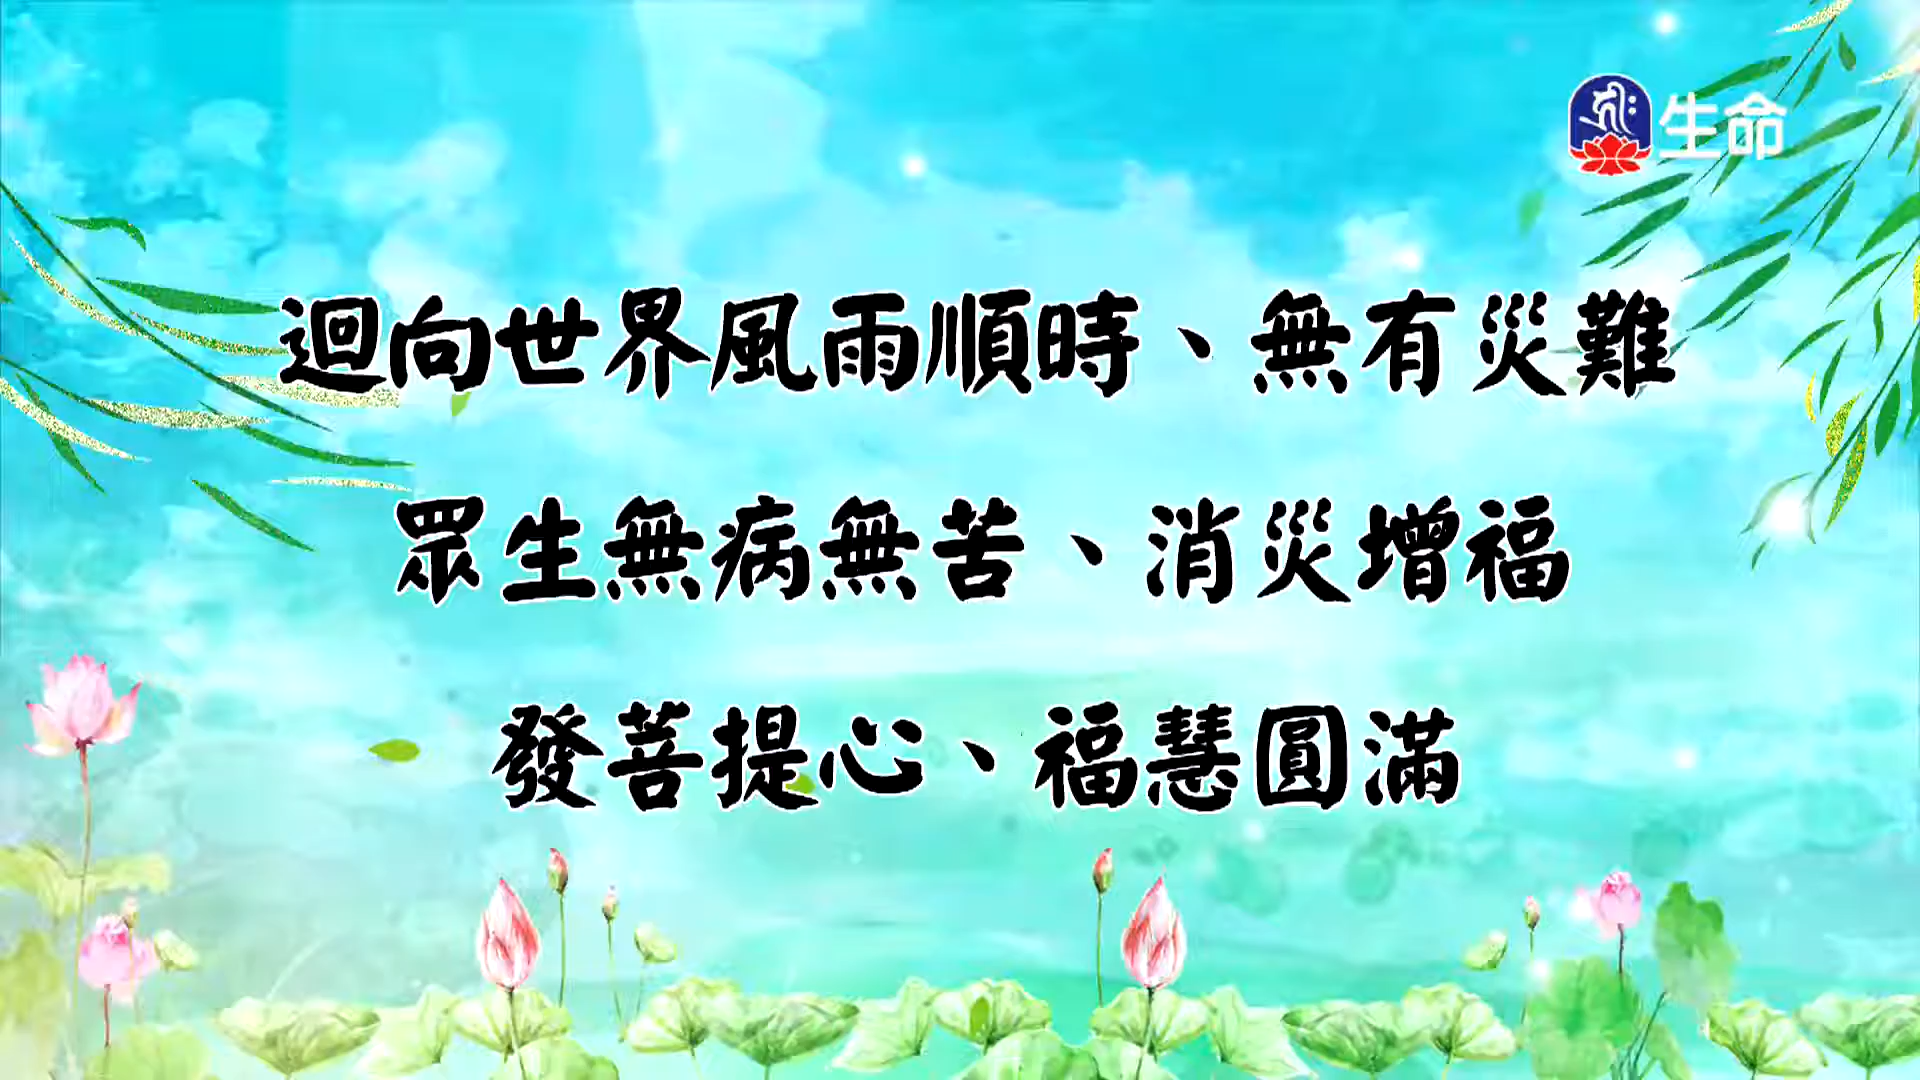 生命
迴向世界風雨順時、無有災難
眾生無病無苦、消災增福
發菩提心、福慧圓滿